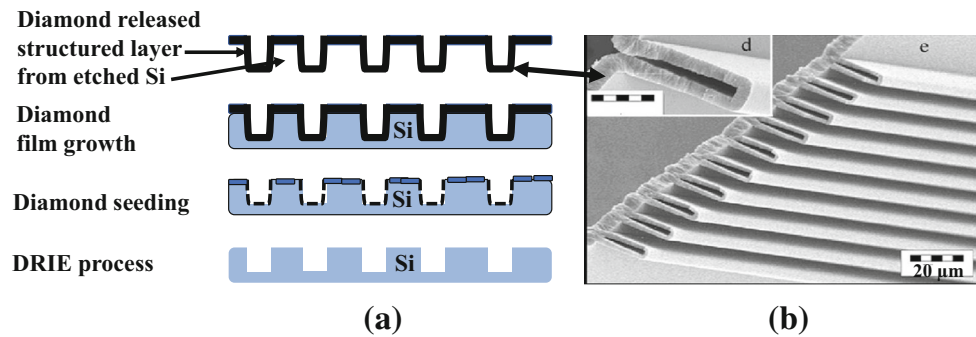 Diamond released
structured layer
from etched Si
Diamond
film growth
Si
Diamond seeding
Si
DRIE process
Si
(a)
d
e
20 µm
(b)